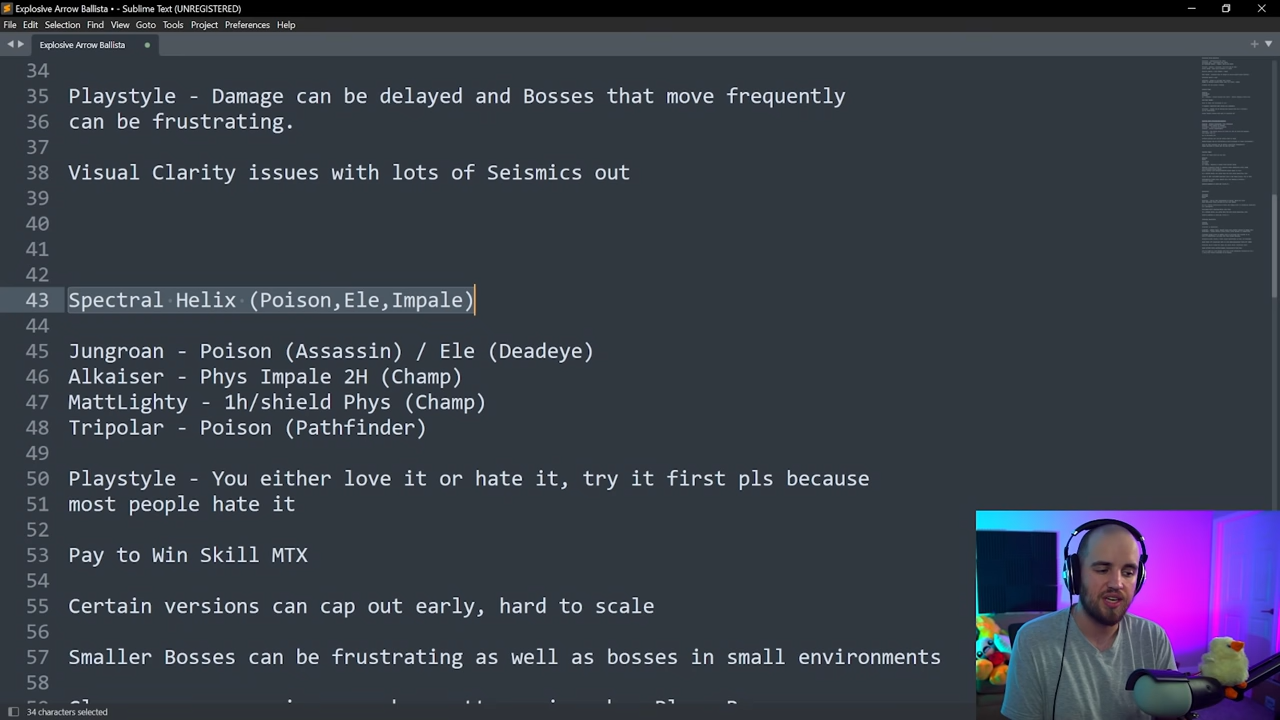 Explosive Arrow Ballista • - Sublime Text (UNREGISTERED)
File Edit Selection Find View Goto Tools Project Preferences Help
Explosive Arrow Ballista
34
35 Playstyle - Damage can be delayed and Bosses that move frequently
36 can be frustrating.
37
38 Visual Clarity issues with lots of Seismics out
39
40
41
42
43 Spectral Helix (Poison,Ele,Impale)
44
45 Jungroan - Poison (Assassin) / Ele (Deadeye)
46 Alkaiser - Phys Impale 2H (Champ)
47 MattLighty - 1h/shield Phys (Champ)
48 Tripolar - Poison (Pathfinder)
49
50 Playstyle - You either love it or hate it, try it first pls because
51 most people hate it
52
53 Pay to Win Skill MTX
54
55 Certain versions can cap out early, hard to scale
56
57 Smaller Bosses can be frustrating as well as bosses in small environments
58
34 characters selected